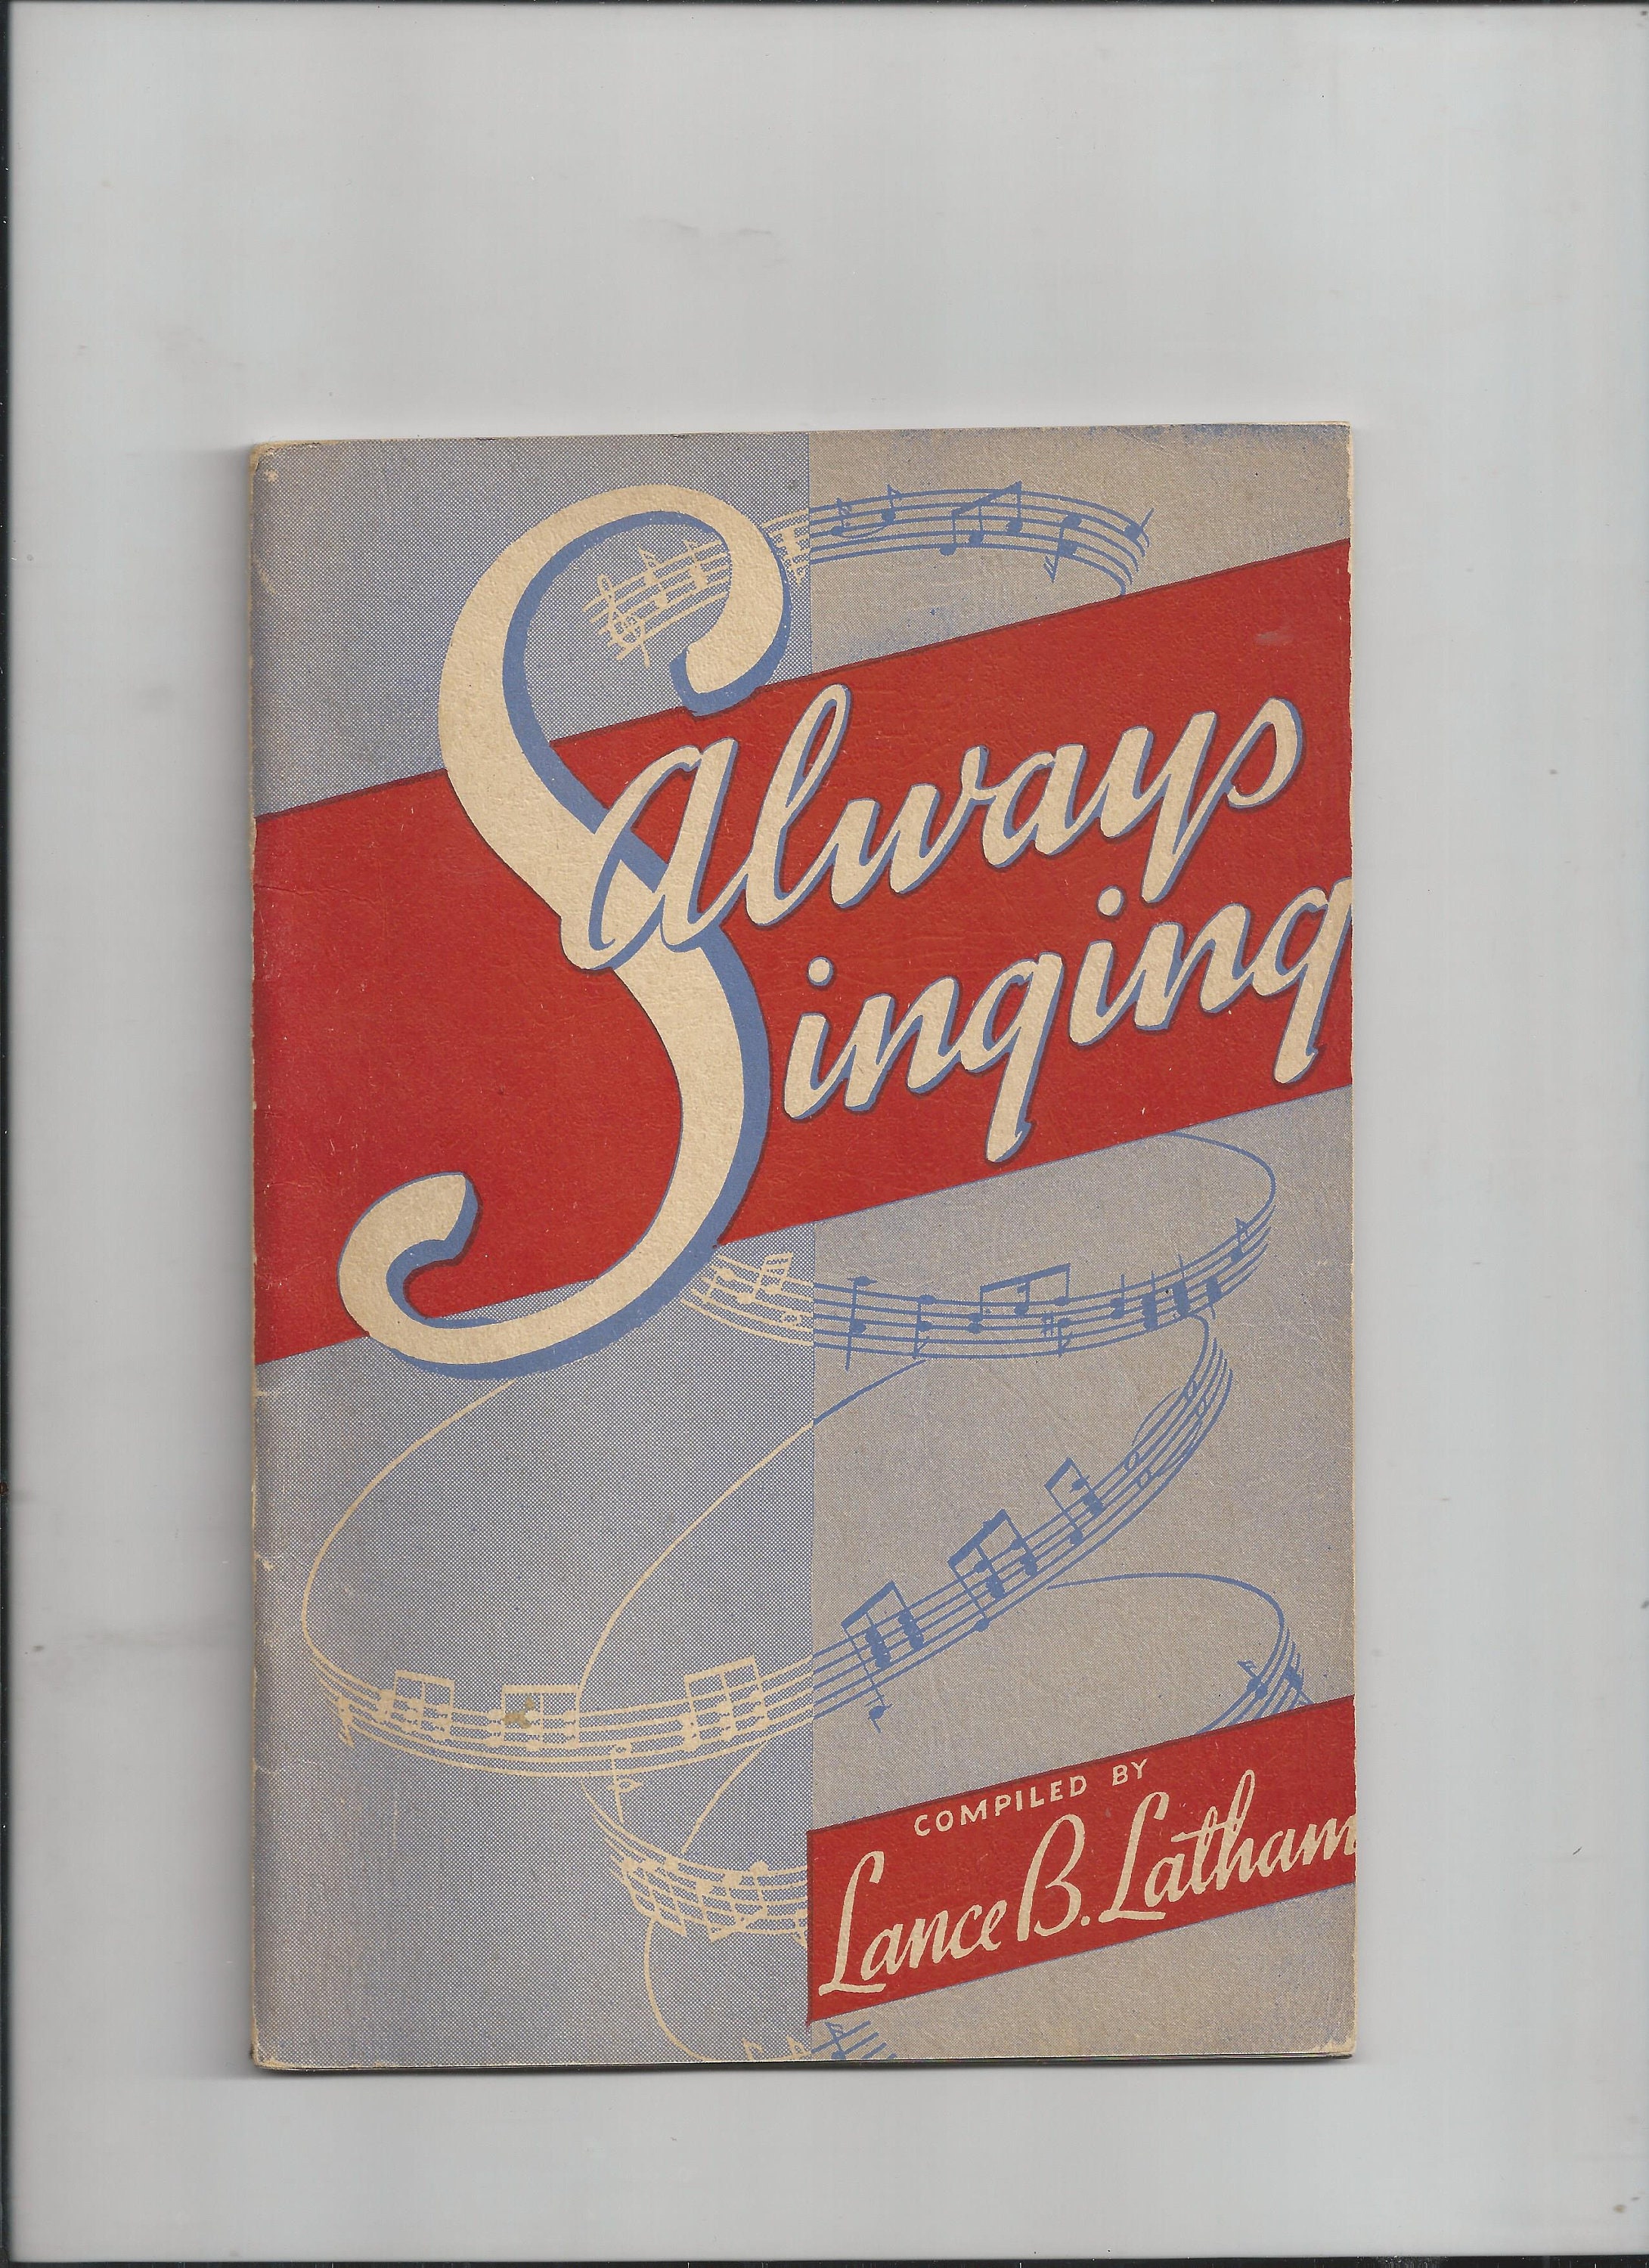 Always
Singing
COMPILED BY
Lance B. Latham